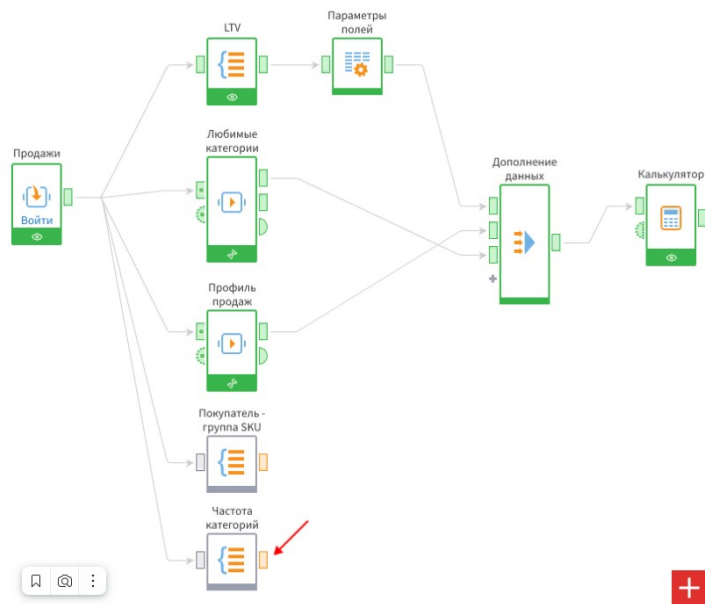 LTV
Параметры
полей
Продажи
Войти
Любимые
категории
Дополнение
данных
Калькулятор
Профиль
продаж
Покупатель -
группа SKU
Частота
категорий